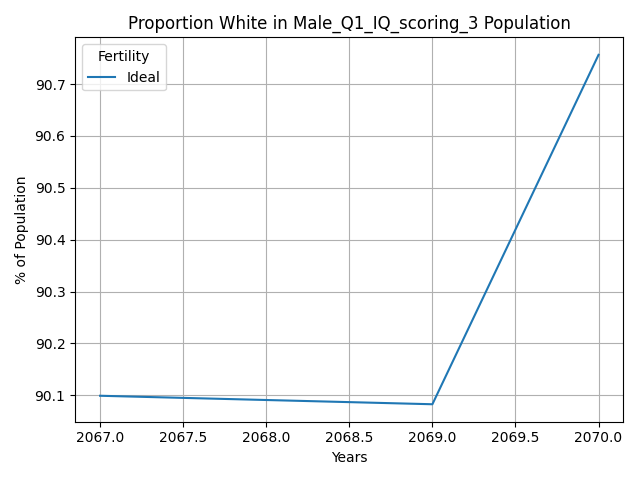 Proportion White in Male_Q1_IQ_scoring_3 Population
Fertility
Ideal
90.7
90.6
90.5
90.4
90.3
90.2
90.1
% of Population
2067.0 2067.5 2068.0 2068.5 2069.0 2069.5 2070.0
Years